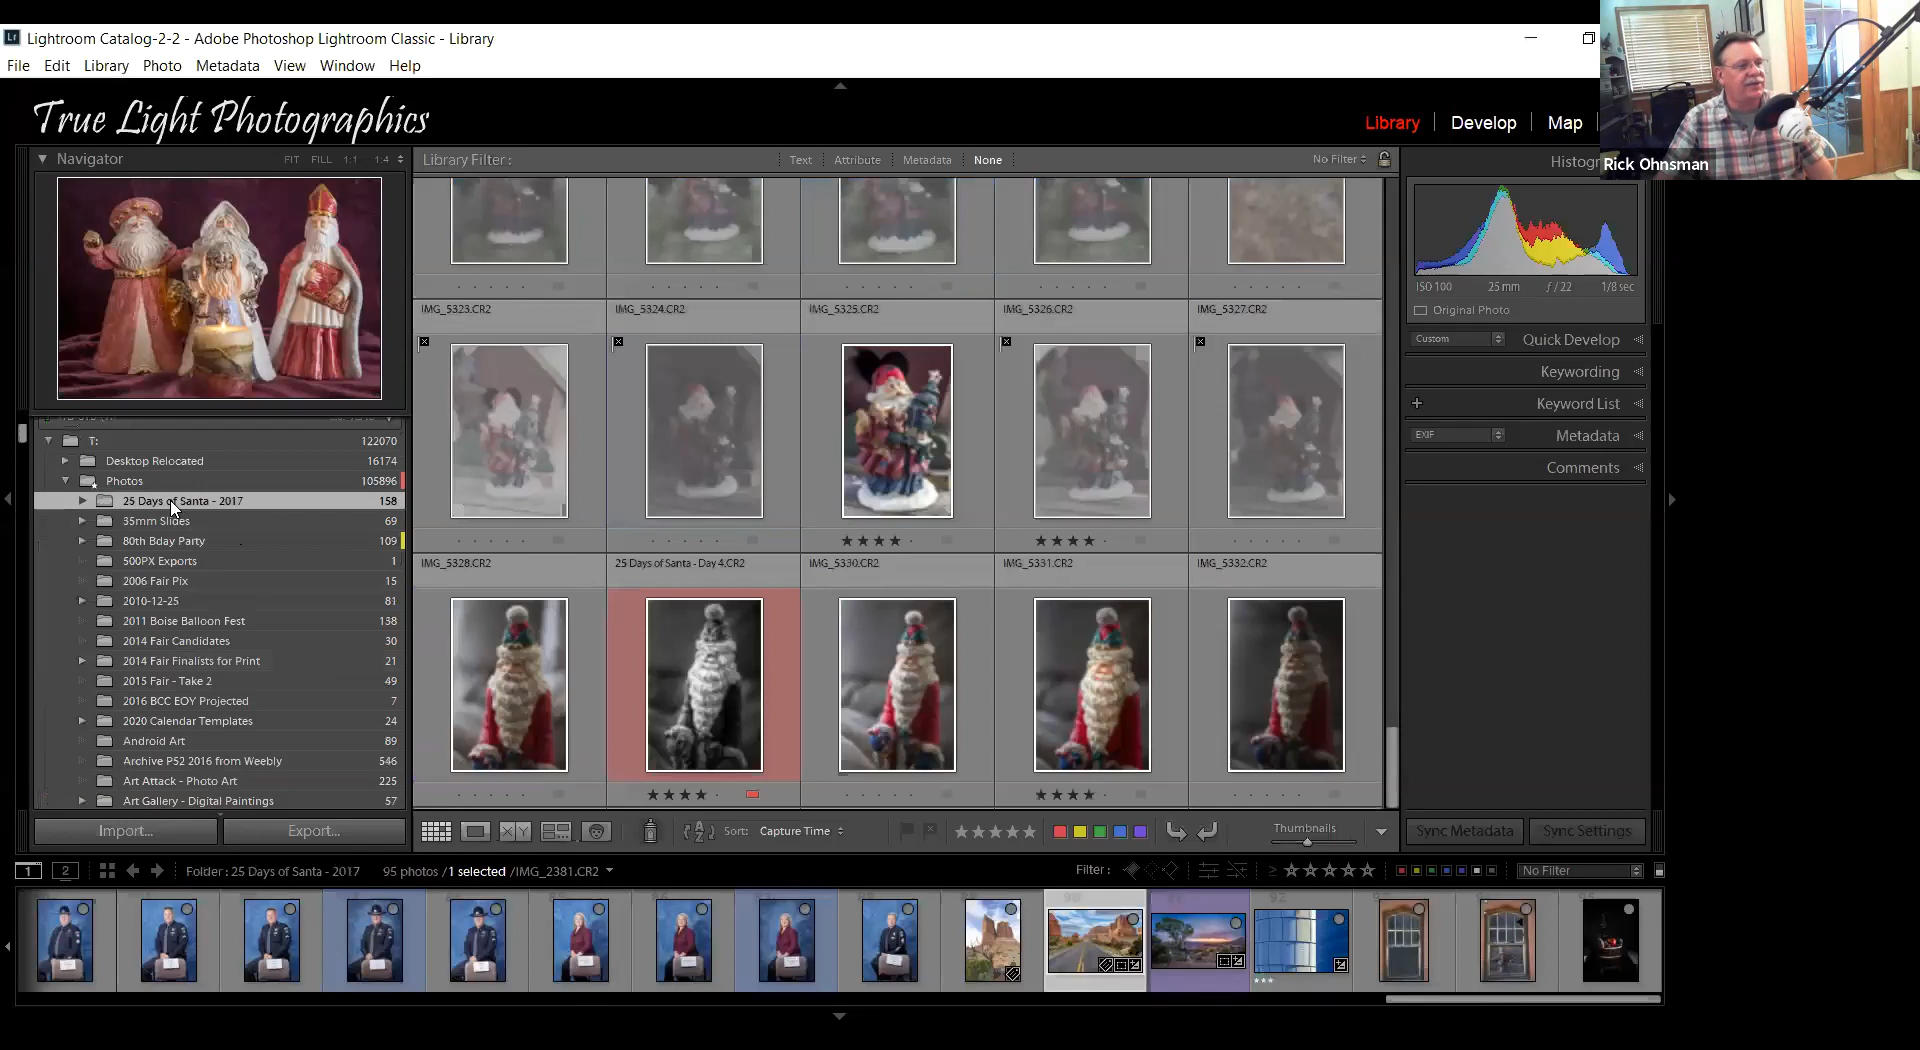 Lightroom Catalog-2-2 - Adobe Photoshop Lightroom Classic - Library
File Edit Library Photo Metadata View Window Help
True Light Photographics
Library Develop Map
Rick Ohnsman
Navigator FIT FILL 1:1 1:4
Library Filter: Text Attribute Metadata None No Filter
Histogr
ISO 100 25 mm ƒ / 22 1/8 sec
Original Photo
Custom Quick Develop
Keywording
Keyword List
EXIF Metadata
Comments
T: 122070
Desktop Relocated 16174
Photos 105896
25 Days of Santa - 2017 158
35mm Slides 69
80th Bday Party 109
500PX Exports 1
2006 Fair Pix 15
2010-12-25 81
2011 Boise Balloon Fest 138
2014 Fair Candidates 30
2014 Fair Finalists for Print 21
2015 Fair - Take 2 49
2016 BCC EOY Projected 7
2020 Calendar Templates 24
Android Art 89
Archive P52 2016 from Weebly 546
Art Attack - Photo Art 225
Art Gallery - Digital Paintings 57
IMG_5323.CR2 IMG_5324.CR2 IMG_5325.CR2 IMG_5326.CR2 IMG_5327.CR2
IMG_5328.CR2 25 Days of Santa - Day 4.CR2 IMG_5330.CR2 IMG_5331.CR2 IMG_5332.CR2
Import... Export...
Sort: Capture Time Thumbnails
Sync Metadata Sync Settings
1 2 Folder : 25 Days of Santa - 2017 95 photos / 1 selected / IMG_2381.CR2 Filter : No Filter